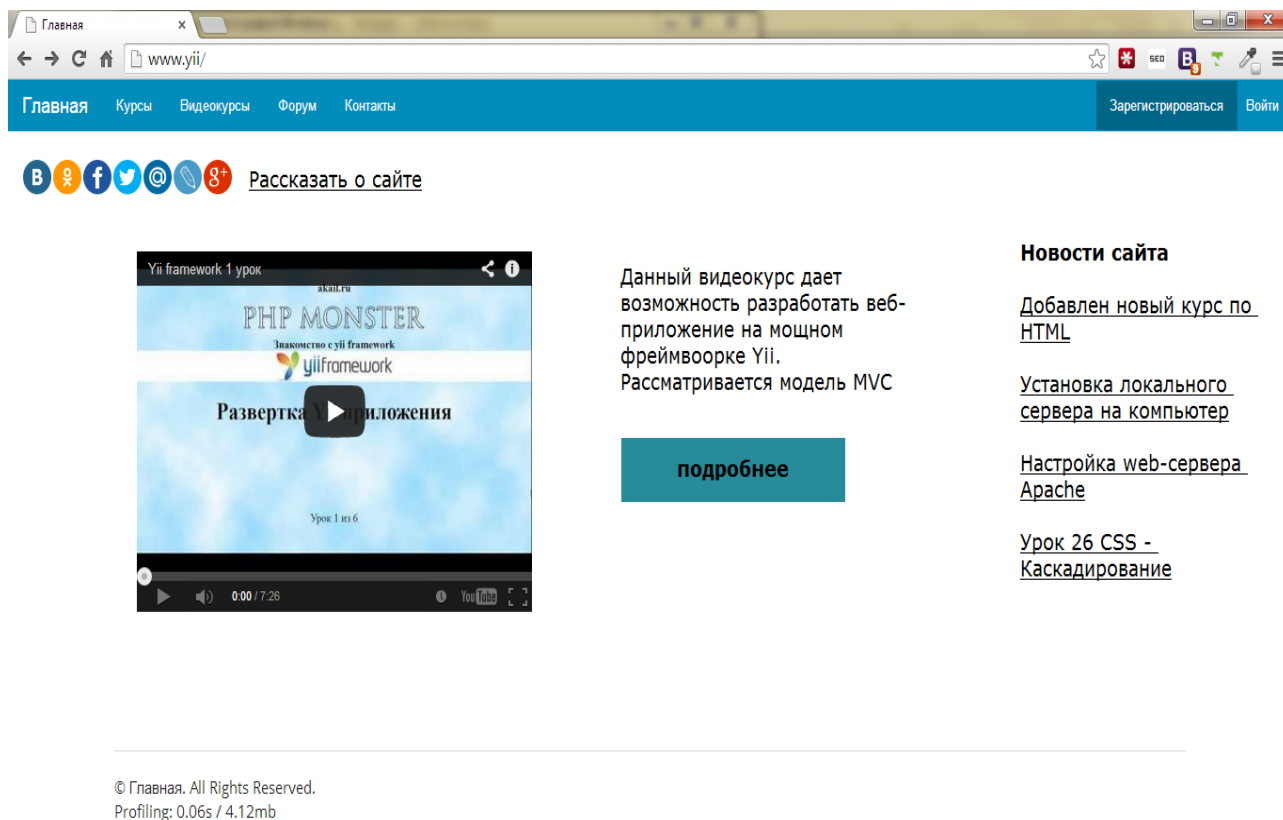 Главная
www.yii/
SEO
Главная Курсы Видеокурсы Форум Контакты Зарегистрироваться Войти
Рассказать о сайте
Yii framework 1 урок
akail.ru
PHP MONSTER
Знакомство с yii framework
yiiframework
Развертка приложения
Урок 1 из 6
0:00 / 7:26
YouTube
Данный видеокурс дает
возможность разработать веб-
приложение на мощном
фреймвоорке Yii.
Рассматривается модель MVC
подробнее
Новости сайта
Добавлен новый курс по
HTML
Установка локального
сервера на компьютер
Настройка web-сервера
Apache
Урок 26 CSS -
Каскадирование
© Главная. All Rights Reserved.
Profiling: 0.06s / 4.12mb